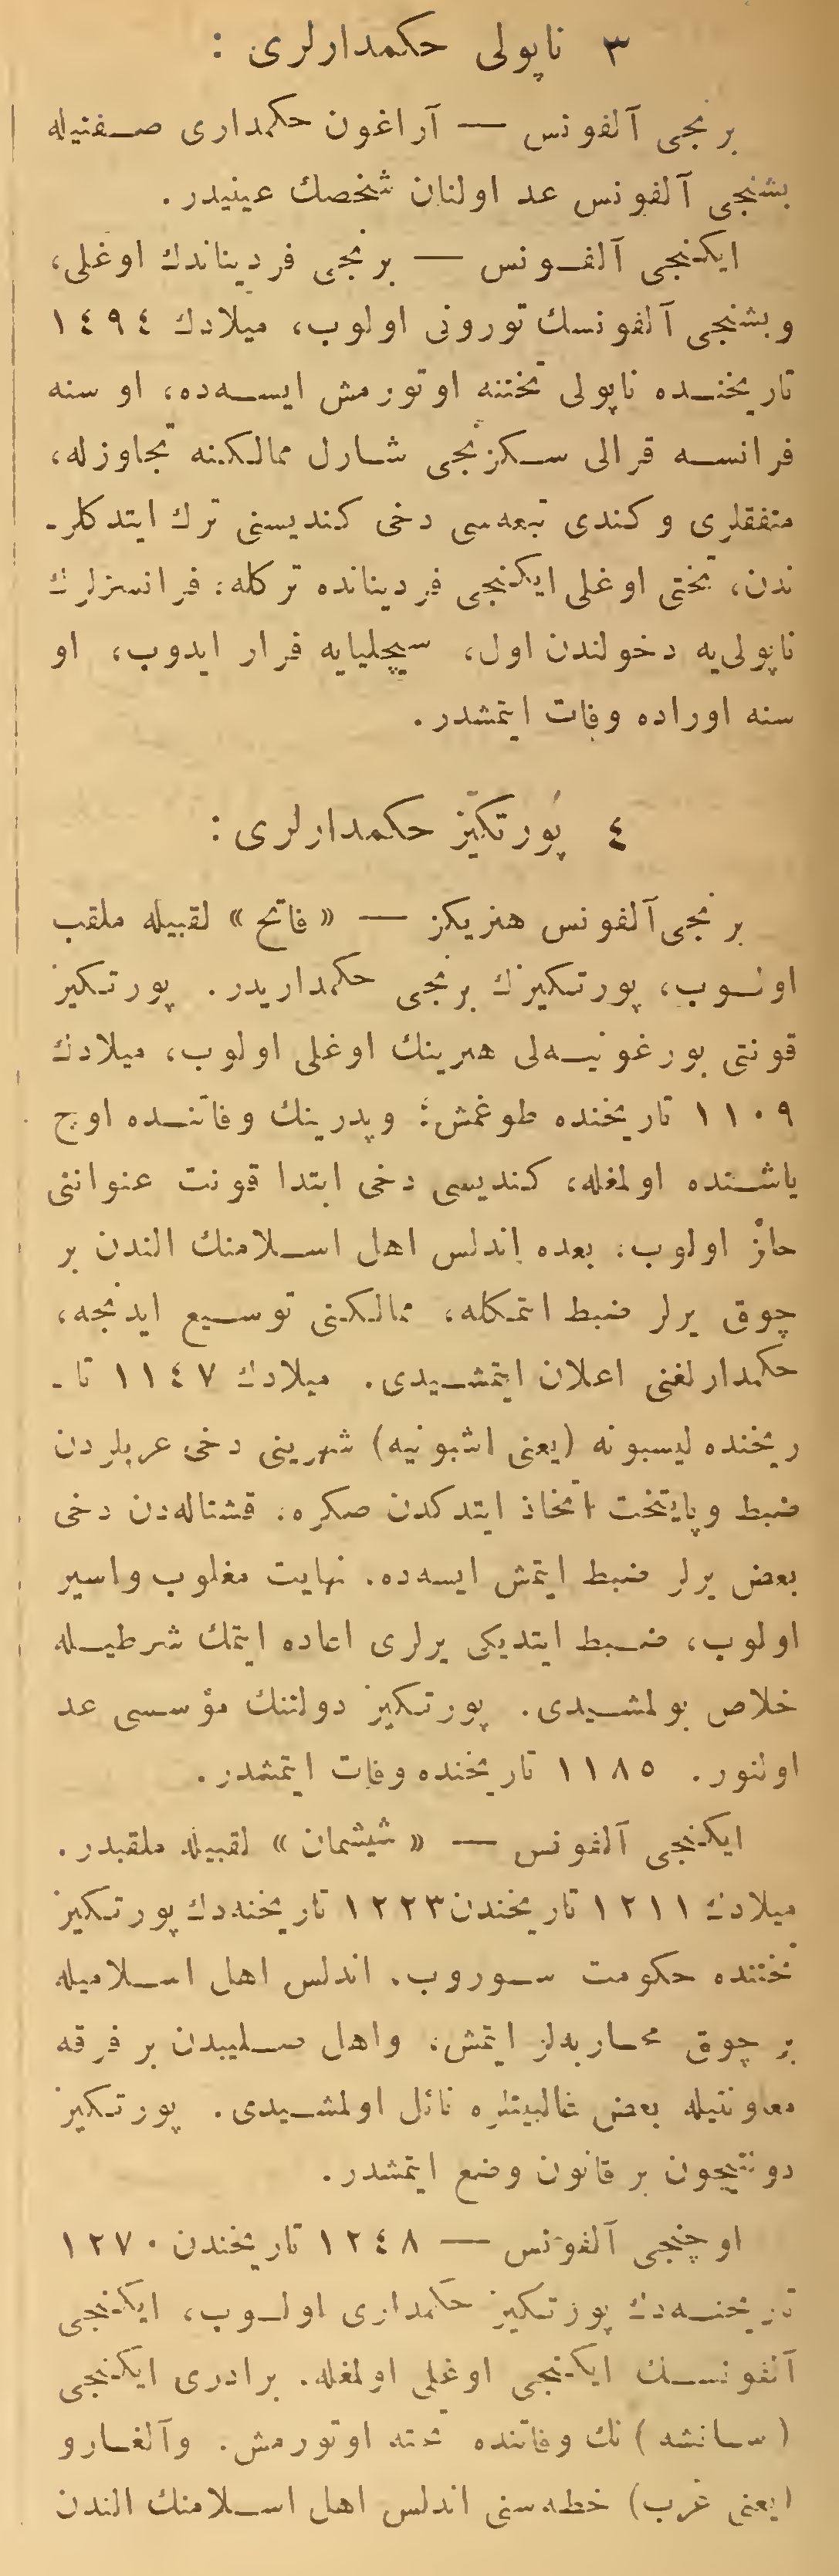 ٣ ناپولی حکمدارلری :
برنجی آلفونس — آراغون حکمداری صفتیله
بشنجی آلفونس عد اولنان شخصك عینیدر .
ایکنجی آلفونس — برنجی فردیناندك اوغلی،
وبشنجی آلفونسك تورونی اولوب، میلادك ١٤٩٤
تاریخنده ناپولی تختنه اوتورمش ایسه‌ده، او سنه
فرانسه قرالی سکزنجی شارل ممالکنه تجاوزله،
متفقلری و کندی تبعه‌سی دخی کندیسنی ترك ایتدکلر-
ندن، تختی اوغلی ایکنجی فردینانده ترکله، فرانسزلرك
ناپولی‌یه دخولندن اول، سیچلیایه فرار ایدوب، او
سنه اوراده وفات ایتمشدر .
٤ پورتکیز حکمدارلری :
برنجی آلفونس هنریکز — « فاتح » لقبیله ملقب
اولوب، پورتکیزك برنجی حکمداریدر . پورتکیز
قونتی بورغونیه‌لی هنرینك اوغلی اولوب، میلادك
١١٠٩ تاریخنده طوغمش؛ وپدرینك وفاتنده اوچ
یاشنده اولمغله، کندیسی دخی ابتدا قونت عنواننی
حائز اولوب، بعده اندلس اهل اسلامنك الندن بر
چوق یرلر ضبط ایتمکله، ممالکنی توسیع ایدنجه،
حکمدارلغنی اعلان ایتمشیدی. میلادك ١١٤٧ تا -
ریخنده لیسبونه (یعنی اشبونیه) شهرینی دخی عربلردن
ضبط وپایتخت اتخاذ ایتدکدن صکره، قشتاله‌دن دخی
بعض یرلر ضبط ایتمش ایسه‌ده. نهایت مغلوب واسیر
اولوب، ضبط ایتدیکی یرلری اعاده ایتمك شرطیله
خلاص بولمشیدی. پورتکیز دولتنك مؤسسی عد
اولنور. ١١٨٥ تاریخنده وفات ایتمشدر.
ایکنجی آلفونس — « شیشمان » لقبیله ملقبدر .
میلادك ١٢١١ تاریخندن ١٢٢٣ تاریخنه‌دك پورتکیز
تختنده حکومت سوروب، اندلس اهل اسلامیله
بر چوق محاربه‌لر ایتمش، واهل صلیبدن بر فرقه
معاونتیله بعض غالبیتلره نائل اولمشیدی. پورتکیز
دولتیچون بر قانون وضع ایتمشدر.
اوچنجی آلفونس — ١٢٤٨ تاریخندن ١٢٧٠
تاریخنه‌دك پورتکیز حکمداری اولوب، ایکنجی
آلفونسك ایکنجی اوغلی اولمغله. برادری ایکنجی
( سانشه ) نك وفاتنده تخته اوتورمش. وآلغارو
(یعنی غرب) خطه‌سنی اندلس اهل اسلامنك الندن